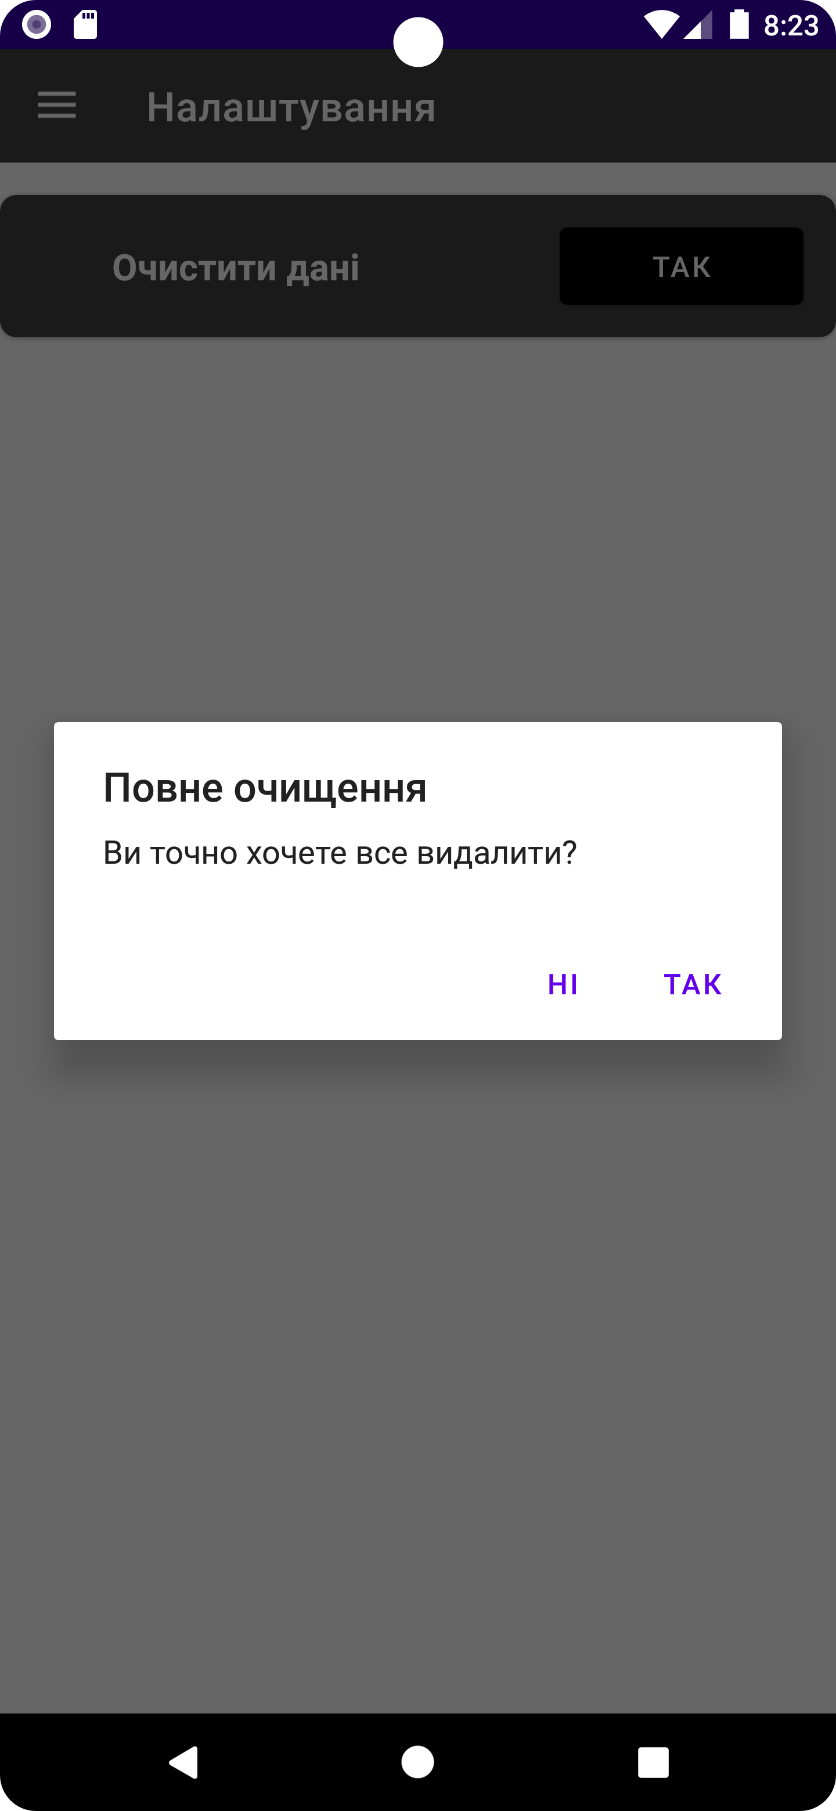 8:23
Налаштування
Очистити дані
ТАК
Повне очищення
Ви точно хочете все видалити?
НІ ТАК